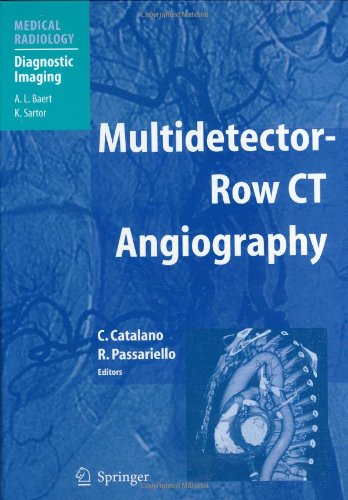 MEDICAL RADIOLOGY
Diagnostic
Imaging
A. L. Baert
K. Sartor
Multidetector-
Row CT
Angiography
C. Catalano
R. Passariello
Editors
Springer